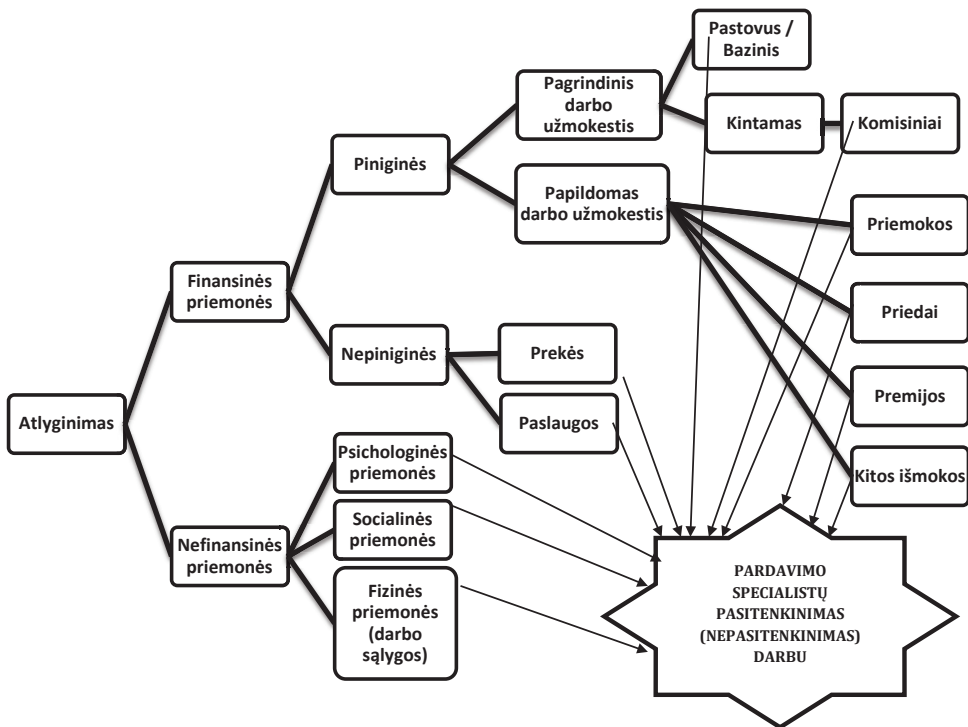 Pastovus /
Bazinis
Pagrindinis
darbo
užmokestis
Kintamas
Komisiniai
Piniginės
Papildomas
darbo užmokestis
Priemokos
Finansinės
priemonės
Priedai
Nepiniginės
Prekės
Premijos
Atlyginimas
Paslaugos
Psichologinės
priemonės
Kitos išmokos
Socialinės
priemonės
Nefinansinės
priemonės
Fizinės
priemonės
(darbo
sąlygos)
PARDAVIMO
SPECIALISTŲ
PASITENKINIMAS
(NEPASITENKINIMAS)
DARBU